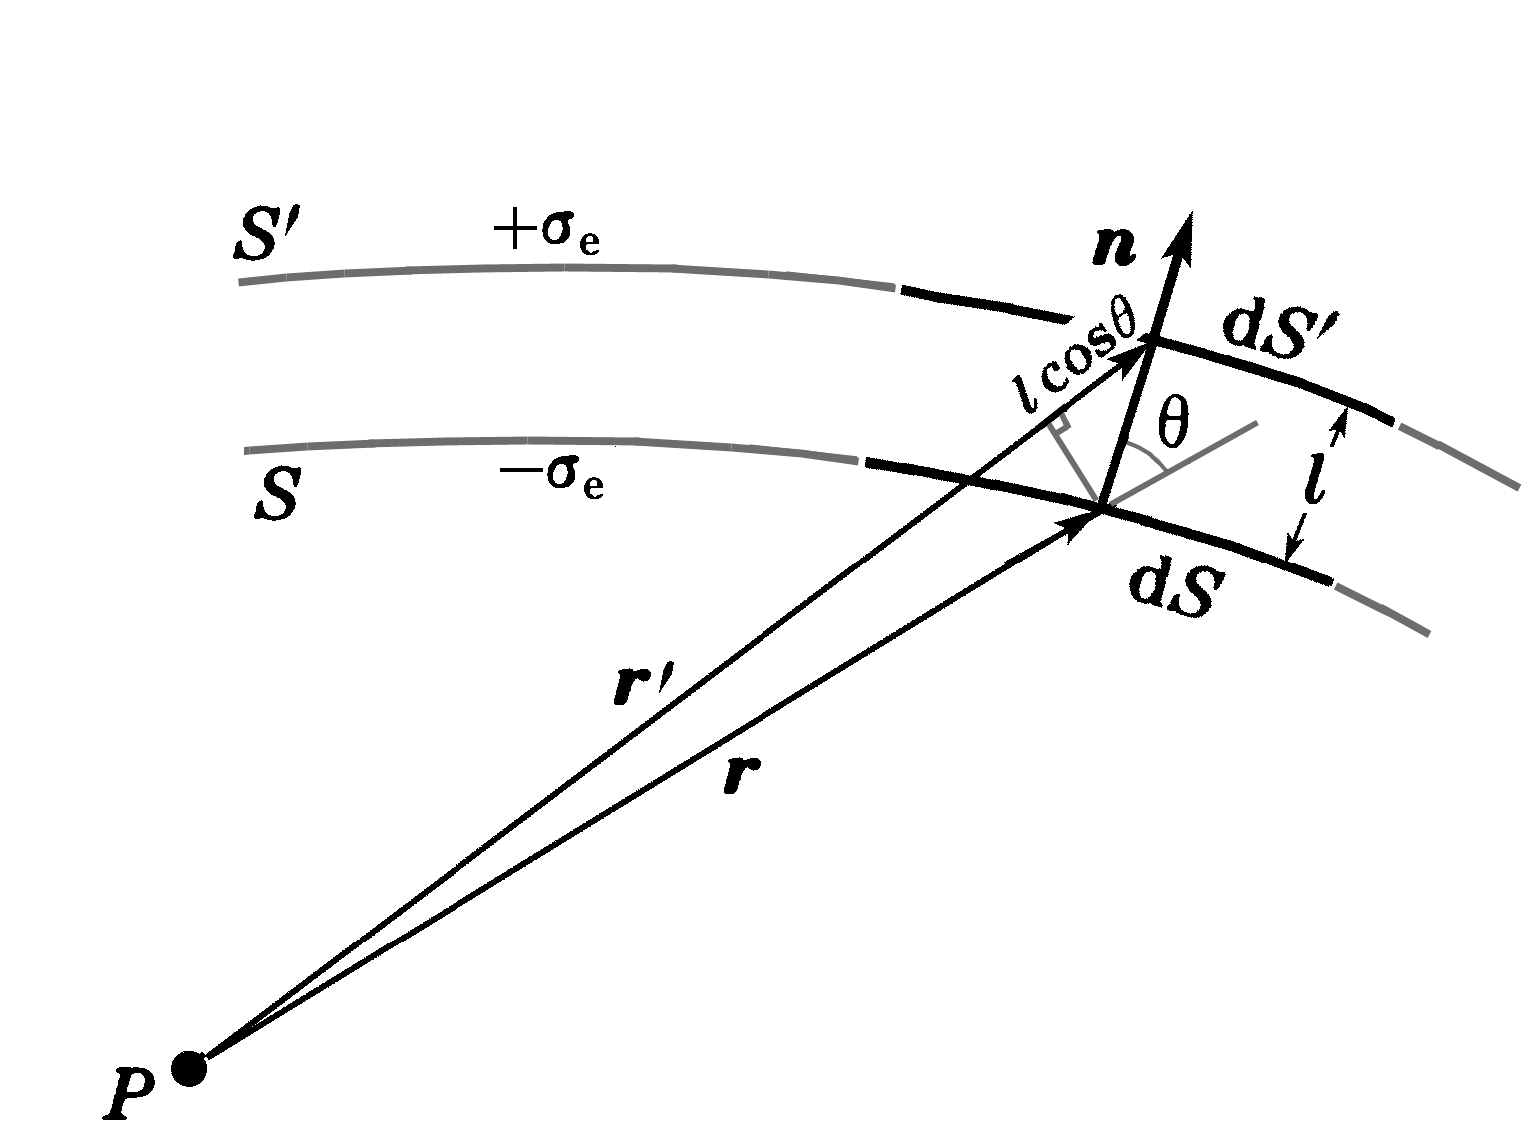 S′
+σe
n
dS′
l cosθ
θ
l
−σe
S
dS
r′
r
P